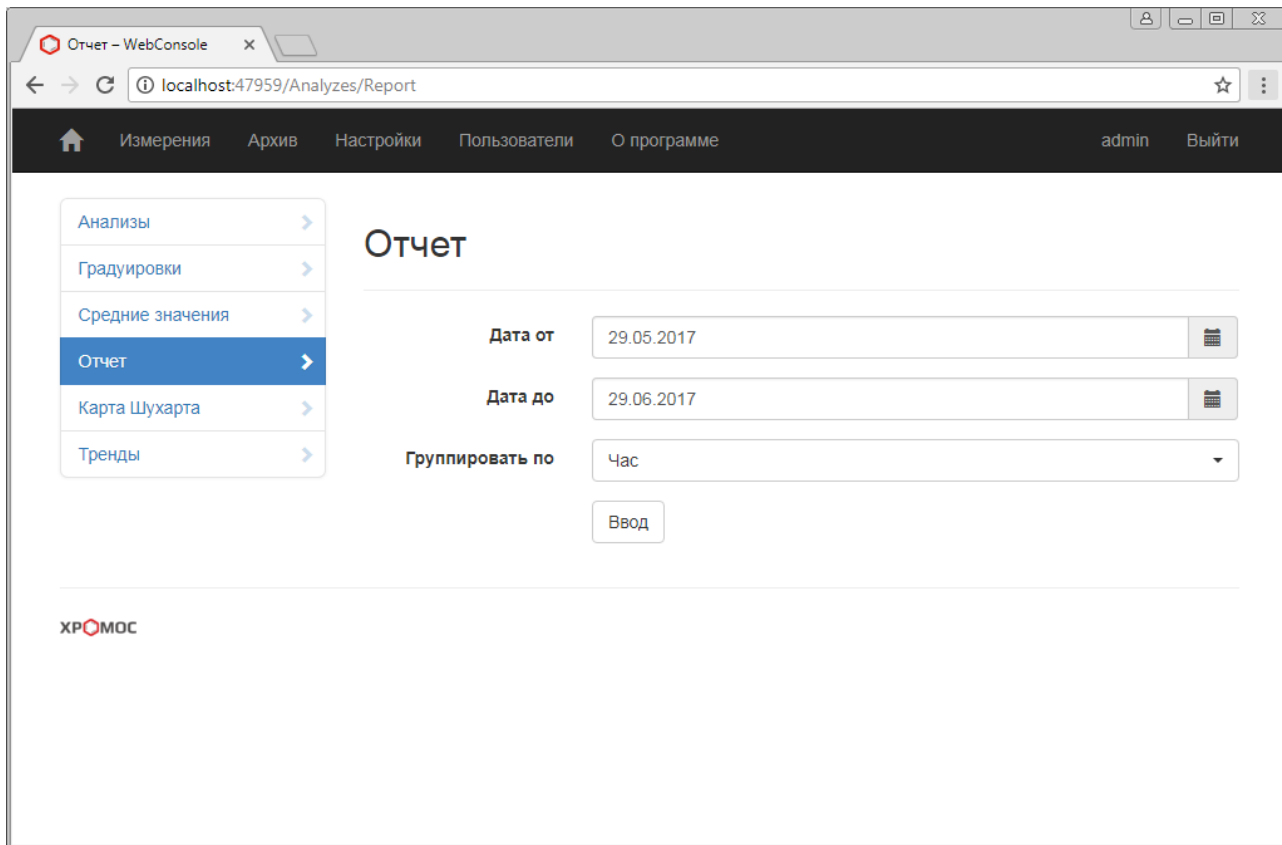 Отчет – WebConsole
localhost:47959/Analyzes/Report
Измерения Архив Настройки Пользователи О программе admin Выйти
Анализы
Градуировки
Средние значения
Отчет
Карта Шухарта
Тренды
Отчет
Дата от 29.05.2017
Дата до 29.06.2017
Группировать по Час
Ввод
ХРОМОС